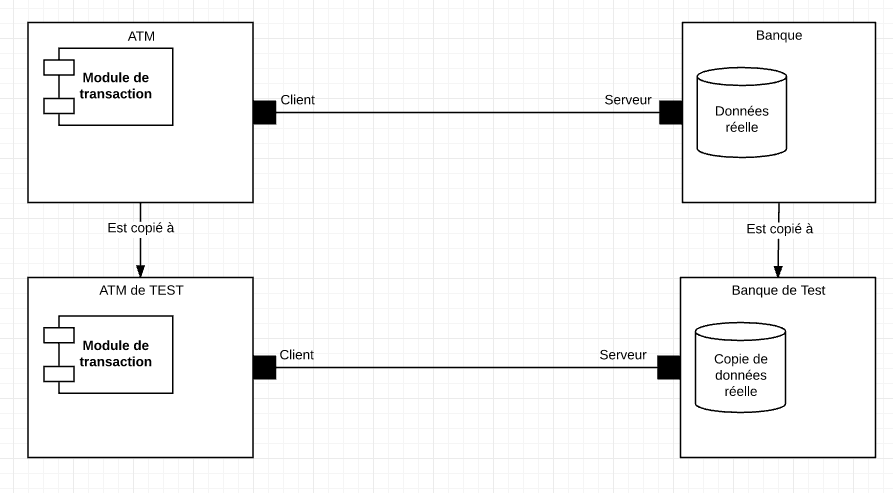 ATM
Banque
Module de
transaction
Client
Serveur
Données
réelle
Est copié à
Est copié à
ATM de TEST
Banque de Test
Module de
transaction
Client
Serveur
Copie de
données
réelle